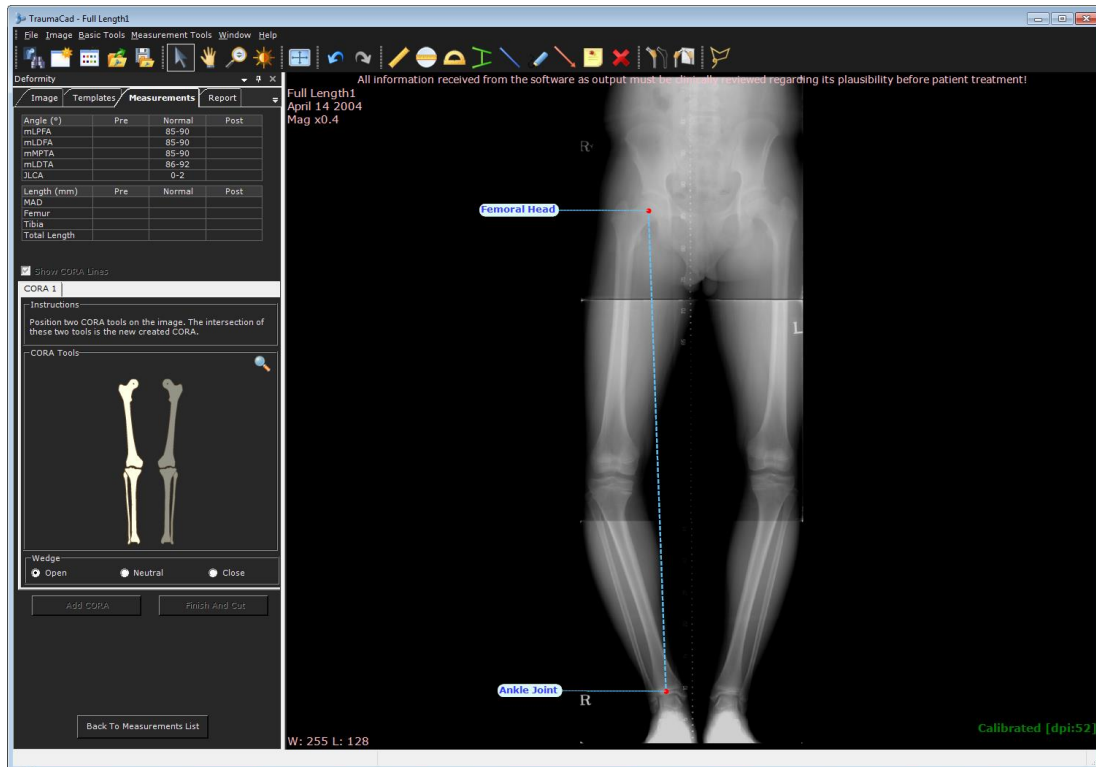 TraumaCad - Full Length1
File Image Basic Tools Measurement Tools Window Help
Deformity
Image Templates Measurements Report
Angle (°) Pre Normal Post
mLPFA 85-90
mLDFA 85-90
mMPTA 85-90
mLDTA 86-92
JLCA 0-2
Length (mm) Pre Normal Post
MAD
Femur
Tibia
Total Length
Show CORA Lines
CORA 1
Instructions
Position two CORA tools on the image. The intersection of
these two tools is the new created CORA.
CORA Tools
Wedge
Open Neutral Close
Add CORA Finish And Cut
Back To Measurements List
All information received from the software as output must be clinically reviewed regarding its plausibility before patient treatment!
Full Length1
April 14 2004
Mag x0.4
R
Femoral Head
L
Ankle Joint
R
Calibrated [dpi:52]
W: 255 L: 128